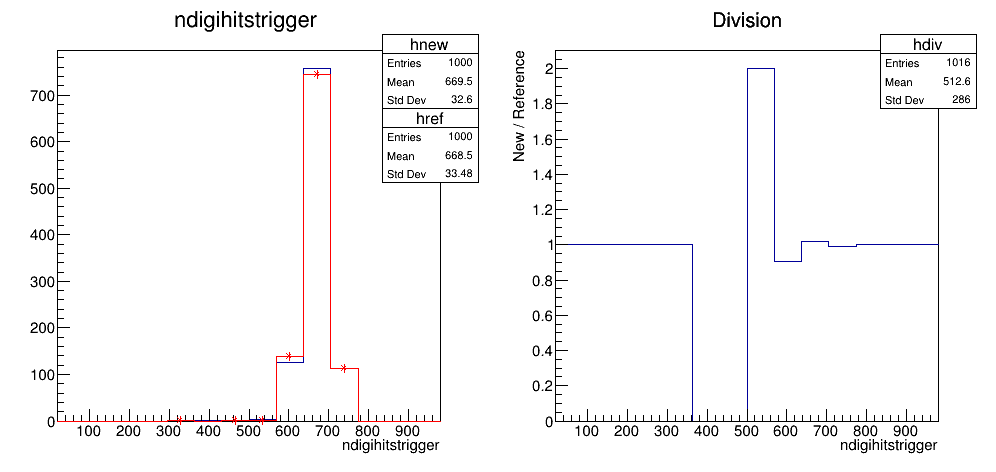 ndigihitstrigger
hnew
Entries 1000
Mean 669.5
Std Dev 32.6
href
Entries 1000
Mean 668.5
Std Dev 33.48
700
600
500
400
300
200
100
0
100 200 300 400 500 600 700 800 900
ndigihitstrigger
Division
hdiv
Entries 1016
Mean 512.6
Std Dev 286
New / Reference
2
1.8
1.6
1.4
1.2
1
0.8
0.6
0.4
0.2
0
100 200 300 400 500 600 700 800 900
ndigihitstrigger